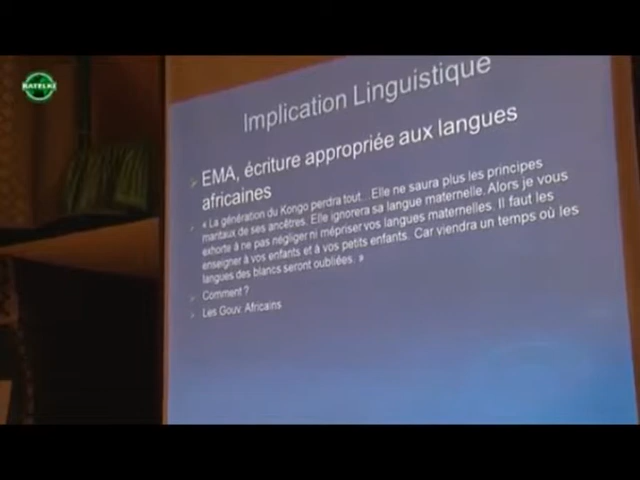 RATELKI
Implication Linguistique
EMA, écriture appropriée aux langues
africaines
« La génération du Kongo perdra tout...Elle ne saura plus les principes
maritaux de ses ancêtres. Elle ignorera sa langue maternelle. Alors je vous
exhorte à ne pas négliger ni mépriser vos langues maternelles. Il faut les
enseigner à vos enfants et à vos petits enfants. Car viendra un temps où les
langues des blancs seront oubliées. »
Comment ?
Les Gouv. Africains